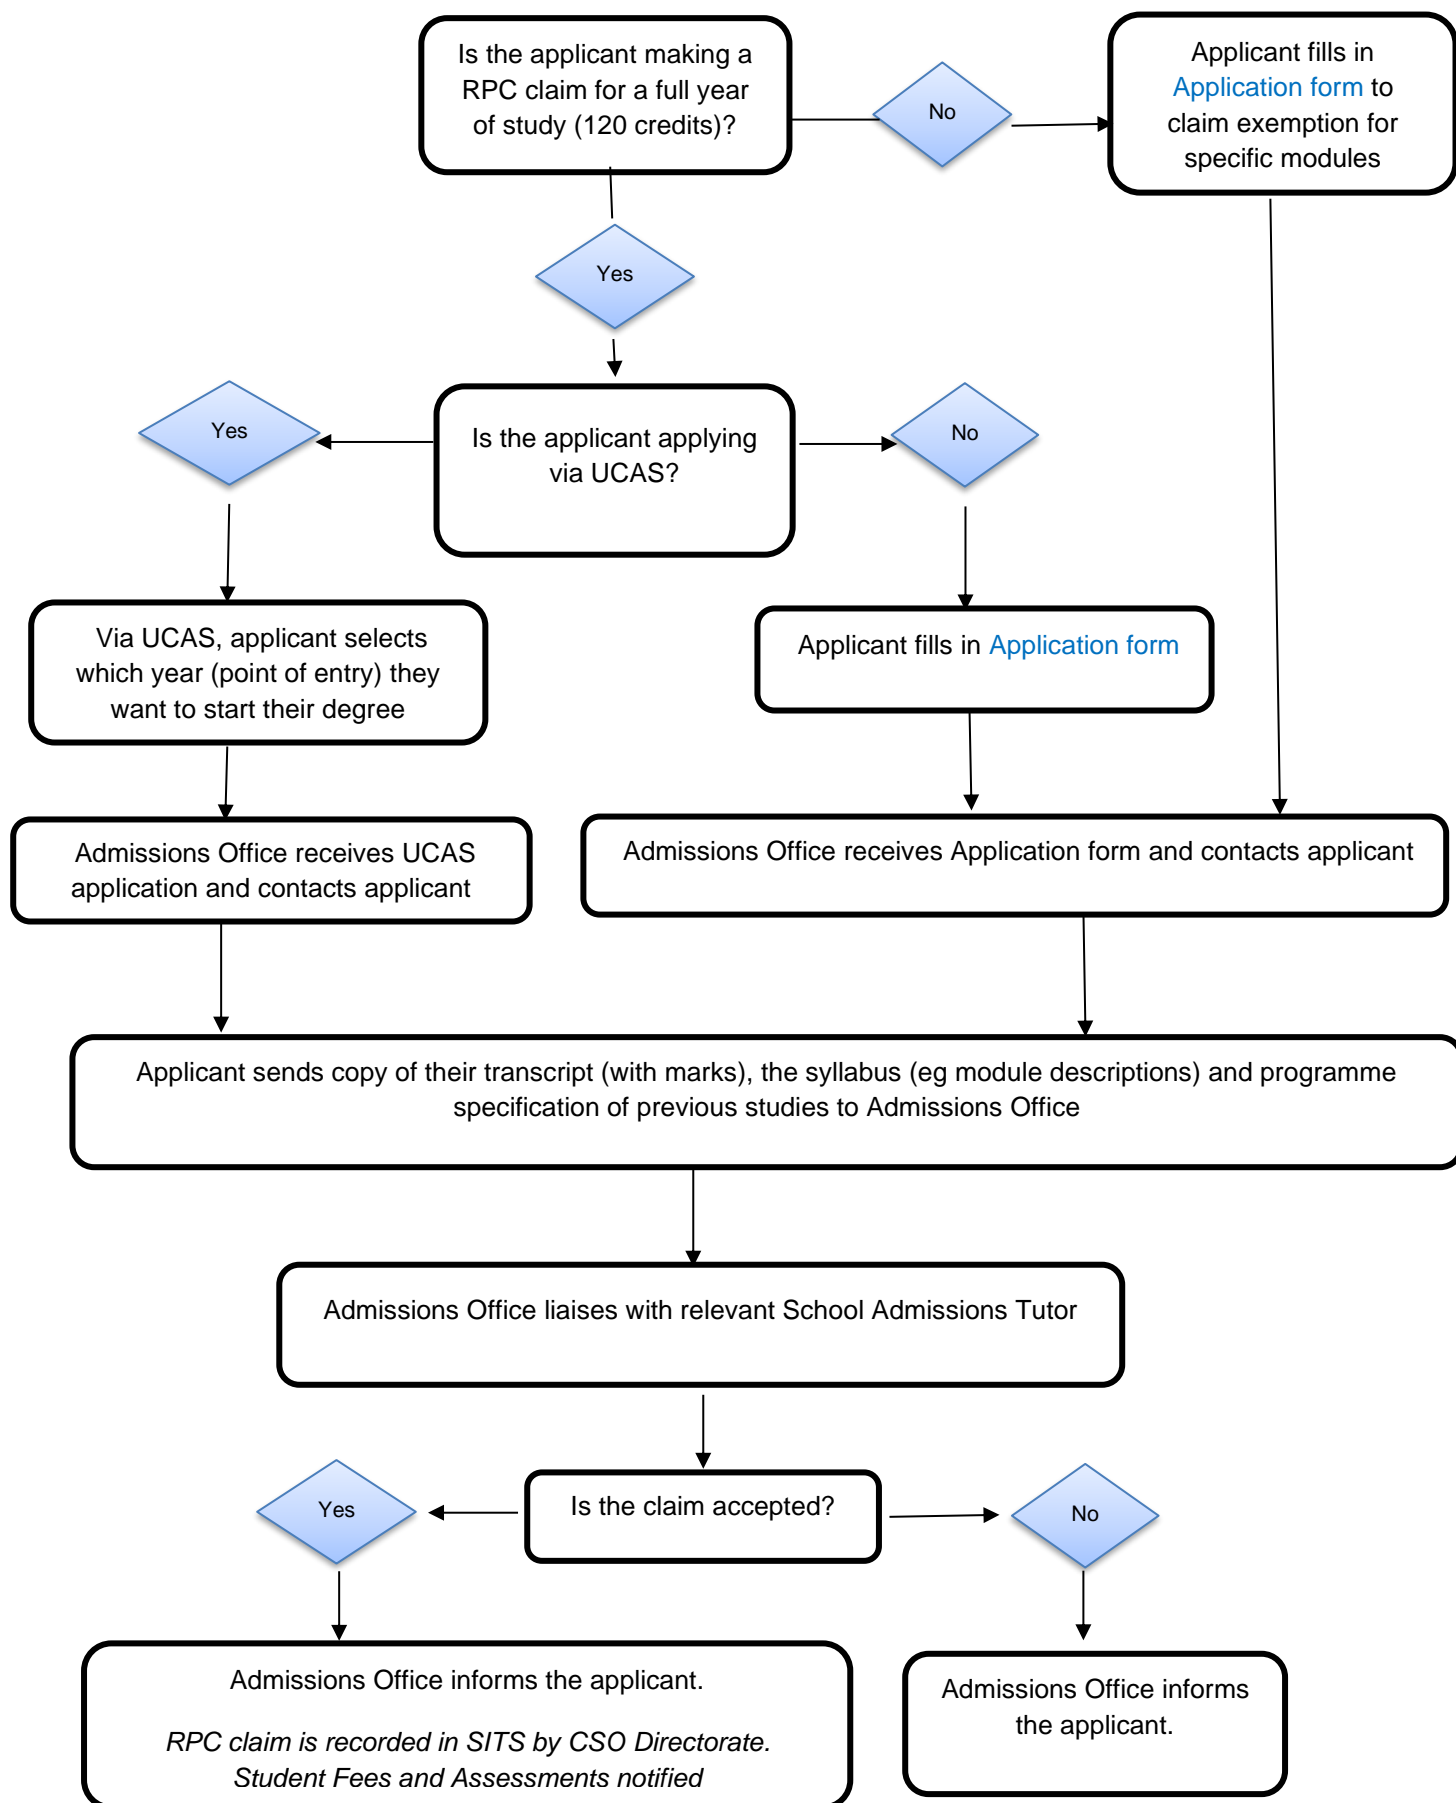 Is the applicant making a
RPC claim for a full year
of study (120 credits)?
No
Applicant fills in
Application form to
claim exemption for
specific modules
Yes
Yes
Is the applicant applying
via UCAS?
No
Via UCAS, applicant selects
which year (point of entry) they
want to start their degree
Applicant fills in Application form
Admissions Office receives UCAS
application and contacts applicant
Admissions Office receives Application form and contacts applicant
Applicant sends copy of their transcript (with marks), the syllabus (eg module descriptions) and programme
specification of previous studies to Admissions Office
Admissions Office liaises with relevant School Admissions Tutor
Yes
Is the claim accepted?
No
Admissions Office informs the applicant.
RPC claim is recorded in SITS by CSO Directorate.
Student Fees and Assessments notified
Admissions Office informs
the applicant.